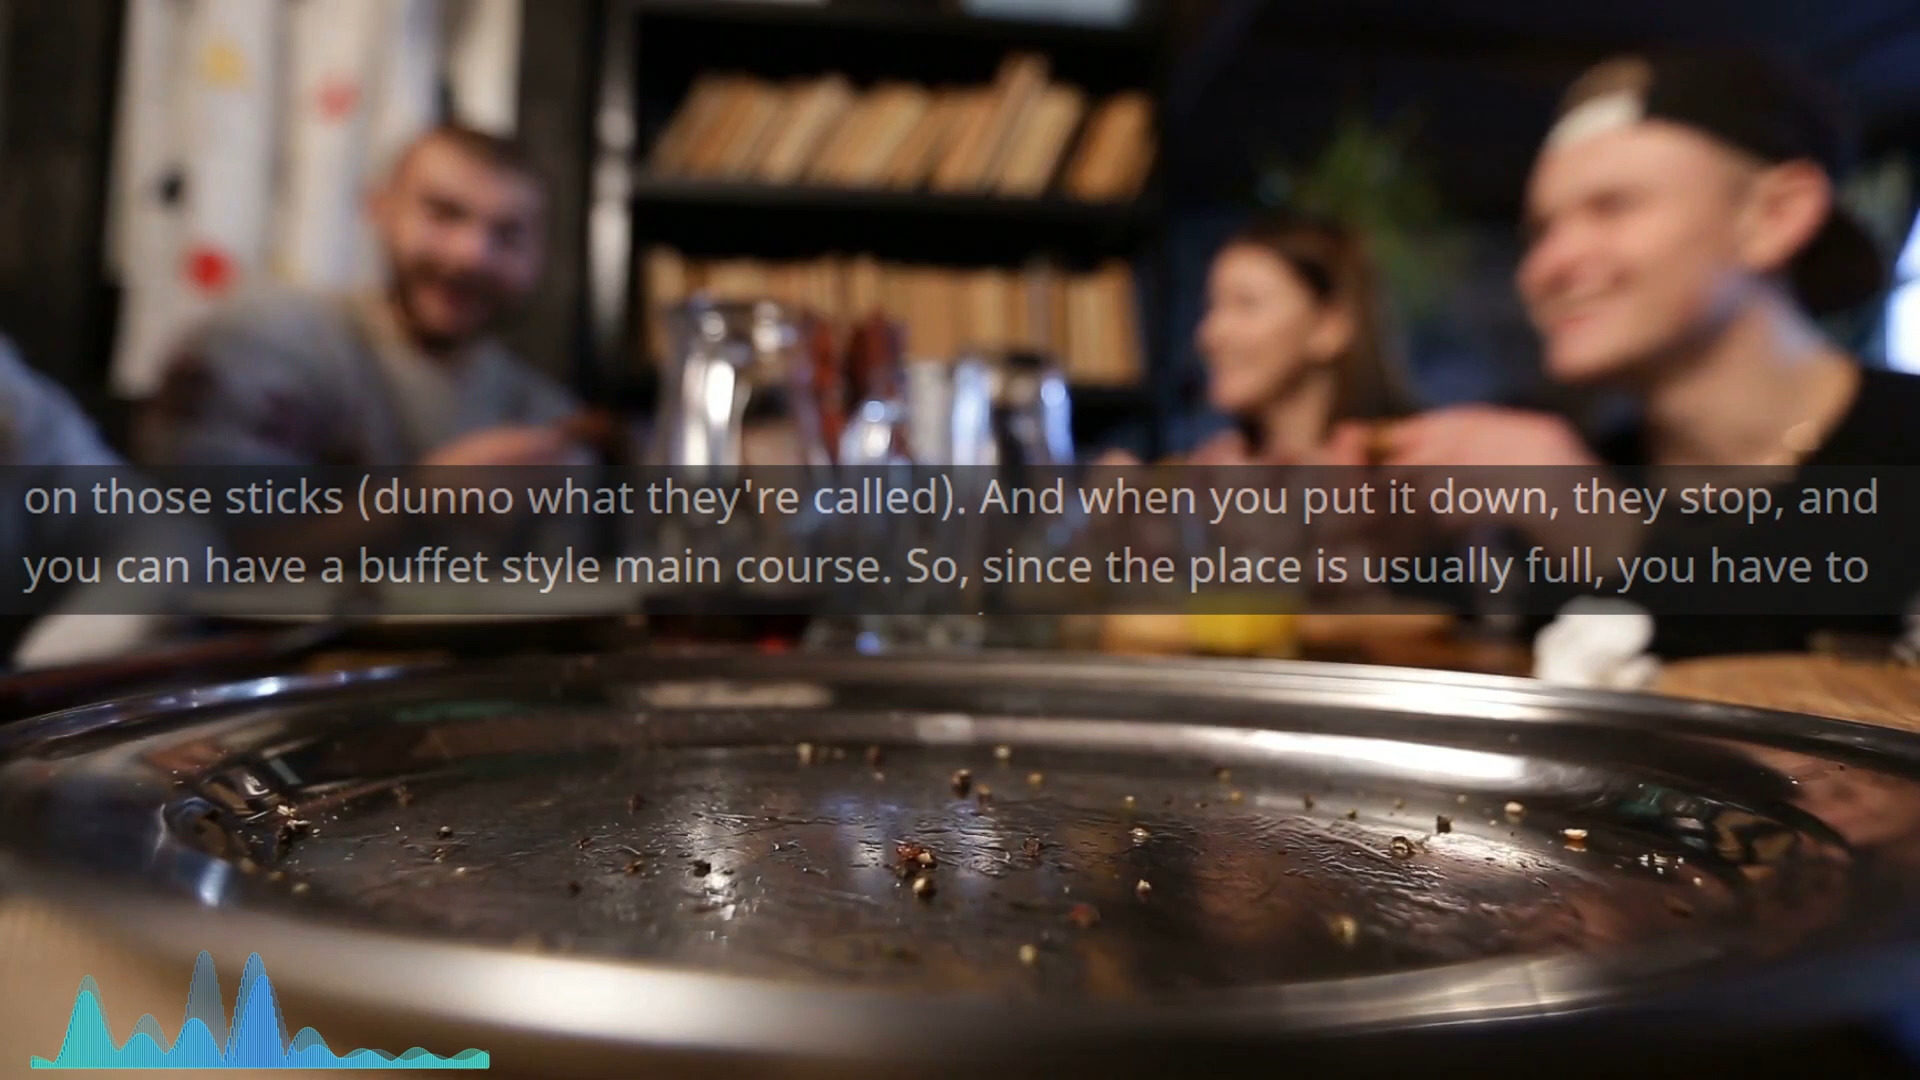 on those sticks (dunno what they're called). And when you put it down, they stop, and
you can have a buffet style main course. So, since the place is usually full, you have to